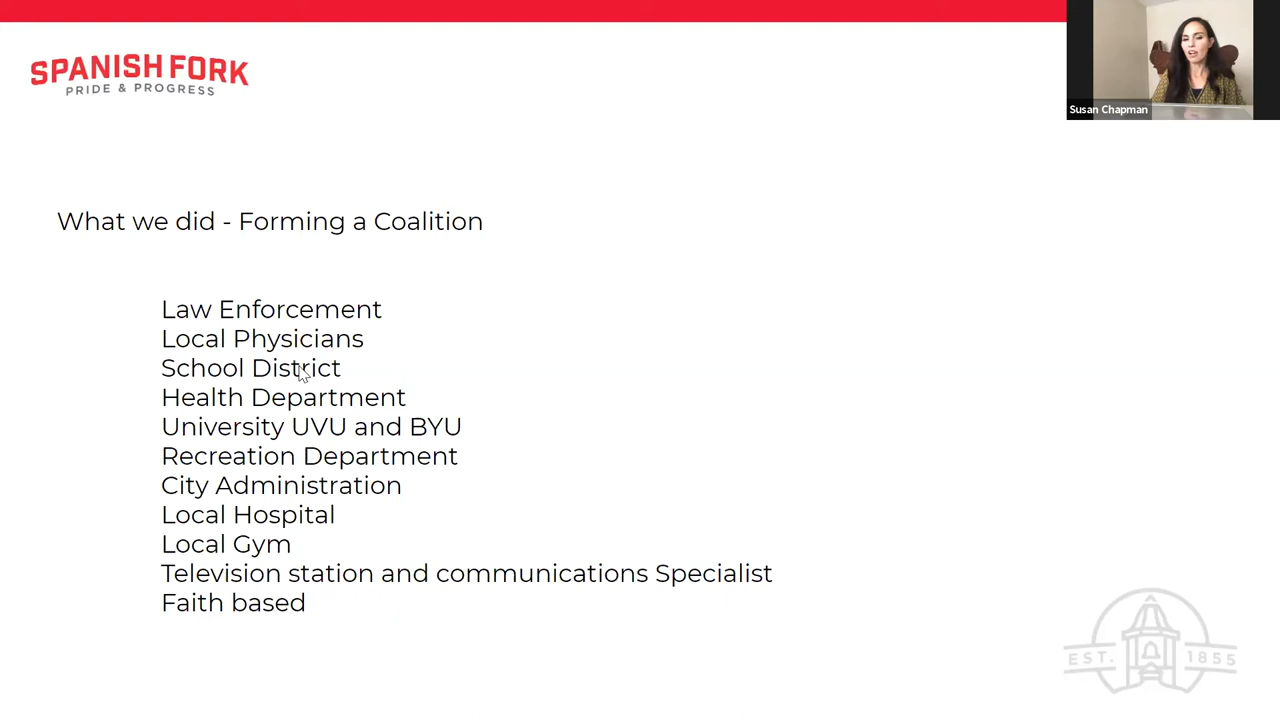 SPANISH FORK
PRIDE & PROGRESS
Susan Chapman
What we did - Forming a Coalition
Law Enforcement
Local Physicians
School District
Health Department
University UVU and BYU
Recreation Department
City Administration
Local Hospital
Local Gym
Television station and communications Specialist
Faith based
EST. 1855